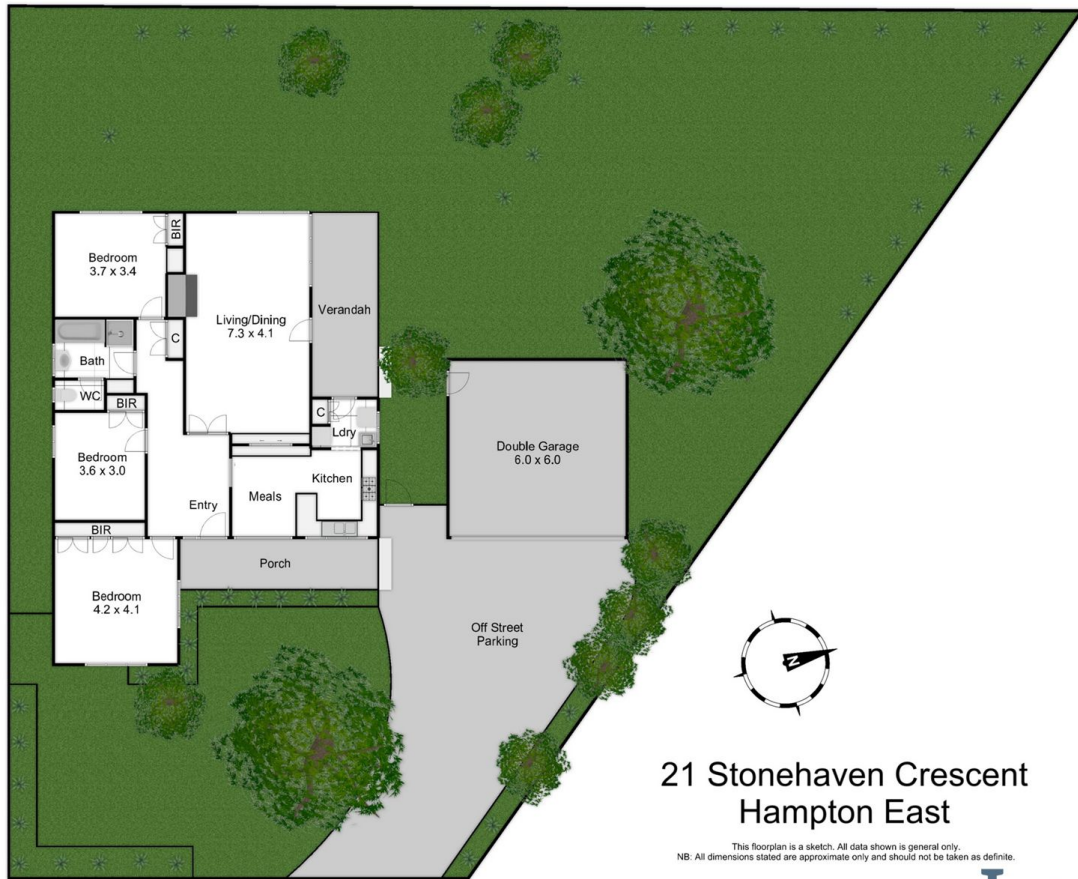 BIR
Bedroom
3.7 x 3.4
Living/Dining
7.3 x 4.1
Verandah
C
Bath
WC
BIR
C
Ldry
Bedroom
3.6 x 3.0
Double Garage
6.0 x 6.0
Kitchen
Meals
Entry
BIR
Porch
Bedroom
4.2 x 4.1
Off Street
Parking
N
21 Stonehaven Crescent
Hampton East
This floorplan is a sketch. All data shown is general only.
NB: All dimensions stated are approximate only and should not be taken as definite.